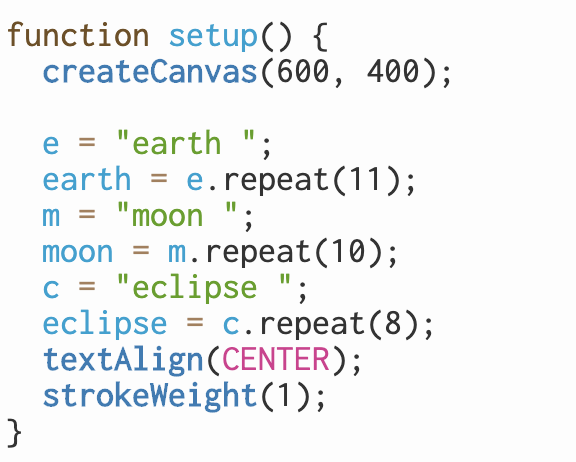 function setup() {
  createCanvas(600, 400);

  e = "earth ";
  earth = e.repeat(11);
  m = "moon ";
  moon = m.repeat(10);
  c = "eclipse ";
  eclipse = c.repeat(8);
  textAlign(CENTER);
  strokeWeight(1);
}